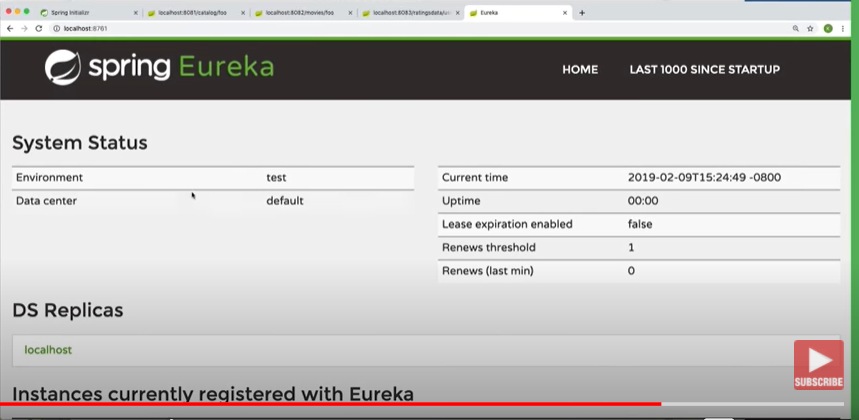 Spring Initializr
localhost:8081/catalog/foo
localhost:8082/movies/foo
localhost:8083/ratingsdata/
Eureka
localhost:8761
spring Eureka
HOME
LAST 1000 SINCE STARTUP
System Status
Environment test
Data center default
Current time 2019-02-09T15:24:49 -0800
Uptime 00:00
Lease expiration enabled false
Renews threshold 1
Renews (last min) 0
DS Replicas
localhost
SUBSCRIBE
Instances currently registered with Eureka